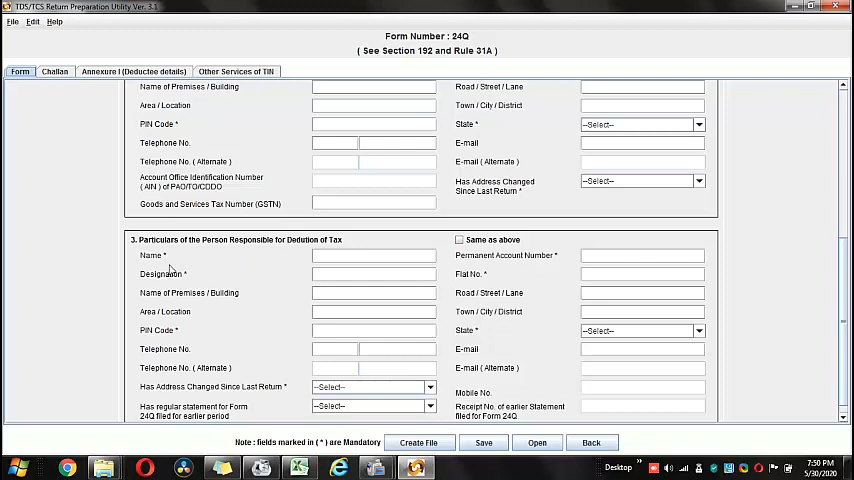 TDS/TCS Return Preparation Utility Ver. 3.1
File Edit Help
Form Number : 24Q
( See Section 192 and Rule 31A )
Form Challan Annexure I (Deductee details) Other Services of TIN
Name of Premises / Building Road / Street / Lane
Area / Location Town / City / District
PIN Code * State * --Select--
Telephone No. E-mail
Telephone No. ( Alternate ) E-mail ( Alternate )
Account Office Identification Number
( AIN ) of PAO/TO/CDDO
Has Address Changed
Since Last Return * --Select--
Goods and Services Tax Number (GSTN)
3. Particulars of the Person Responsible for Dedution of Tax Same as above
Name * Permanent Account Number *
Designation * Flat No. *
Name of Premises / Building Road / Street / Lane
Area / Location Town / City / District
PIN Code * State * --Select--
Telephone No. E-mail
Telephone No. ( Alternate ) E-mail ( Alternate )
Has Address Changed Since Last Return * --Select-- Mobile No.
Has regular statement for Form
24Q filed for earlier period --Select--
Receipt No. of earlier Statement
filed for Form 24Q
Note : fields marked in ( * ) are Mandatory Create File Save Open Back
Desktop » 7:50 PM
5/30/2020